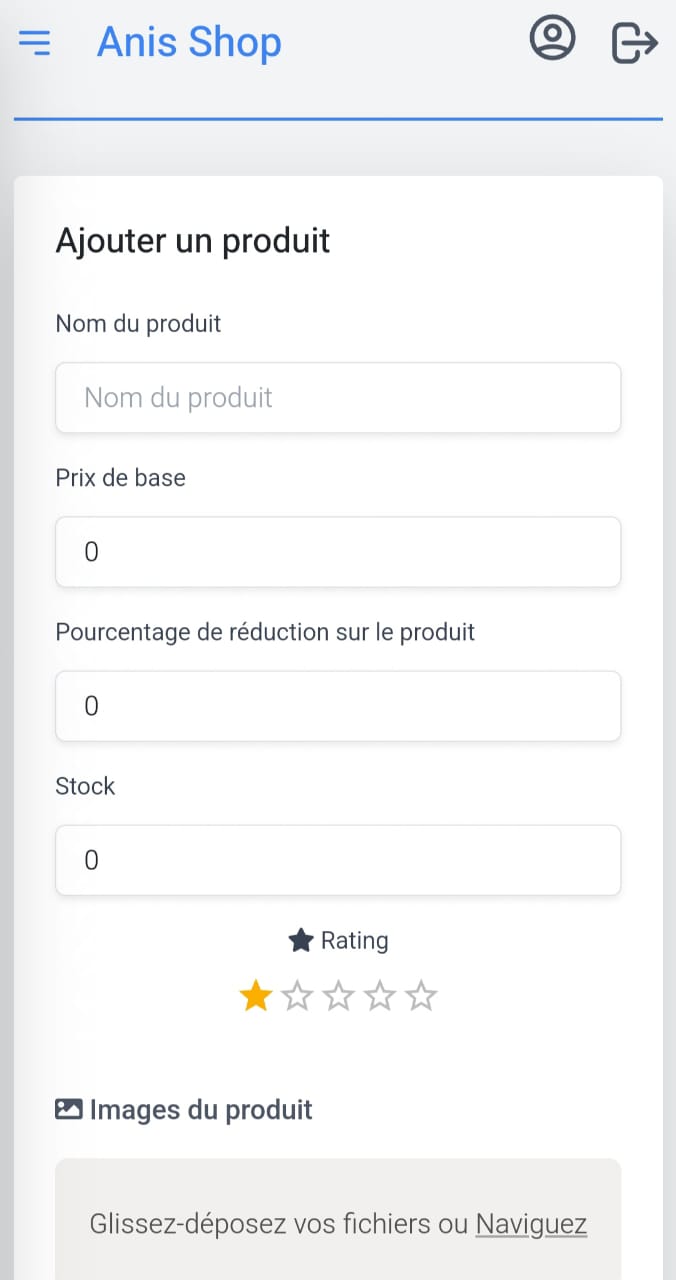 Anis Shop
Ajouter un produit
Nom du produit
Nom du produit
Prix de base
0
Pourcentage de réduction sur le produit
0
Stock
0
Rating
Images du produit
Glissez-déposez vos fichiers ou Naviguez